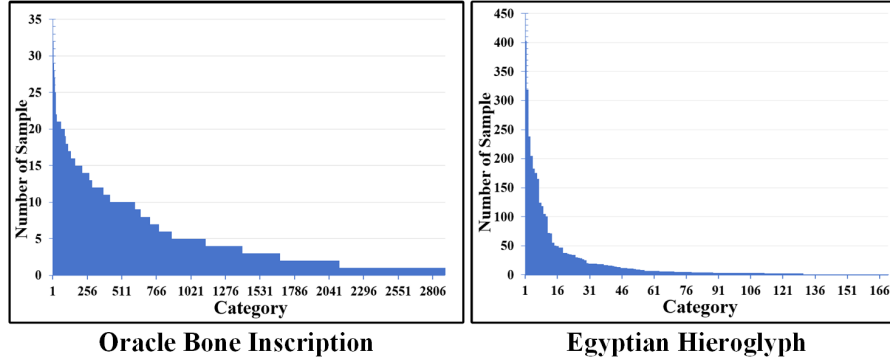 35
30
25
20
15
10
5
0
Number of Sample
1 256 511 766 1021 1276 1531 1786 2041 2296 2551 2806
Category
Oracle Bone Inscription
450
400
350
300
250
200
150
100
50
0
Number of Sample
1 16 31 46 61 76 91 106 121 136 151 166
Category
Egyptian Hieroglyph